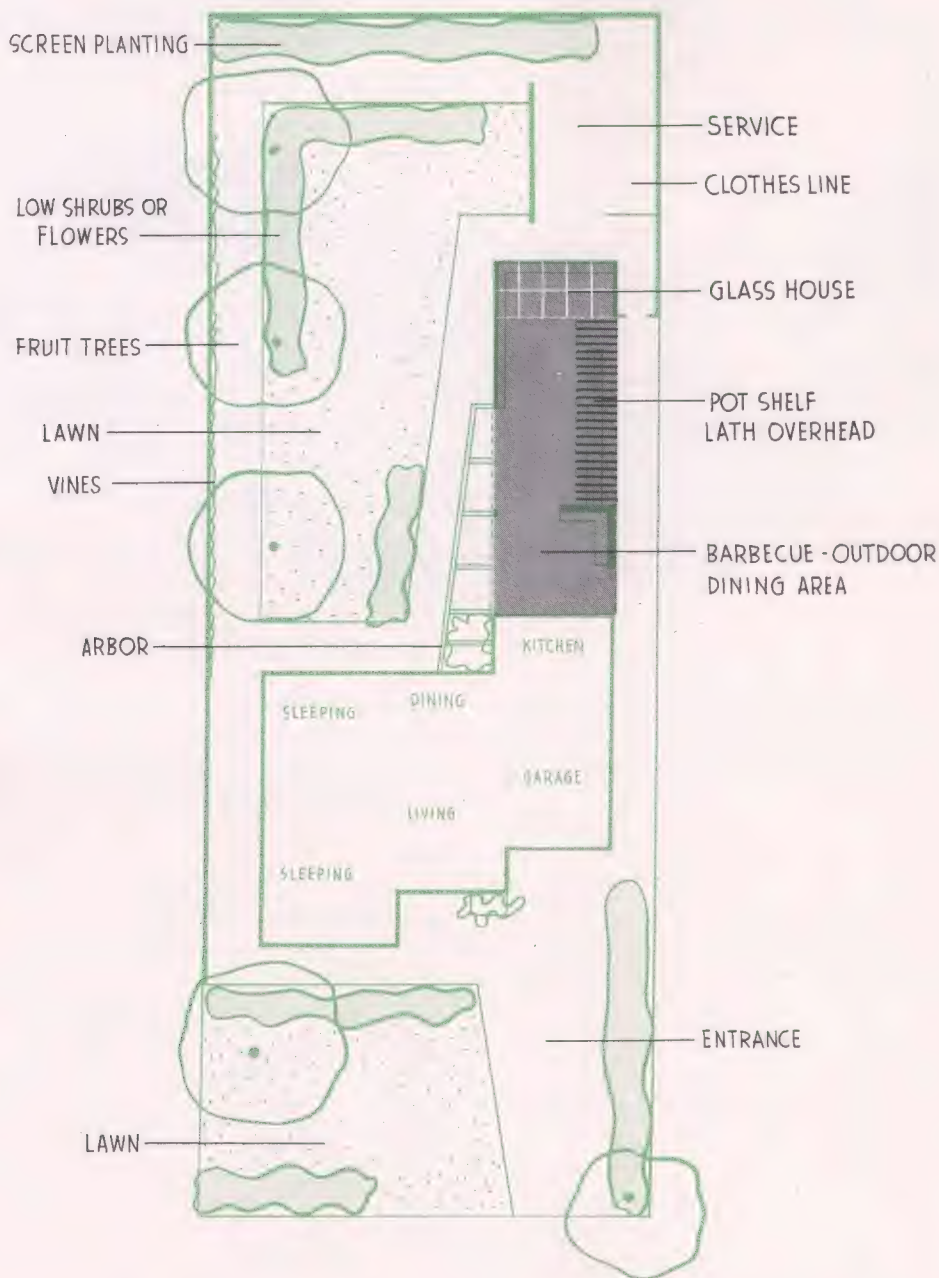 SCREEN PLANTING
SERVICE
CLOTHES LINE
LOW SHRUBS OR
FLOWERS
GLASS HOUSE
FRUIT TREES
POT SHELF
LATH OVERHEAD
LAWN
VINES
BARBECUE - OUTDOOR
DINING AREA
ARBOR
KITCHEN
SLEEPING
DINING
GARAGE
LIVING
SLEEPING
ENTRANCE
LAWN